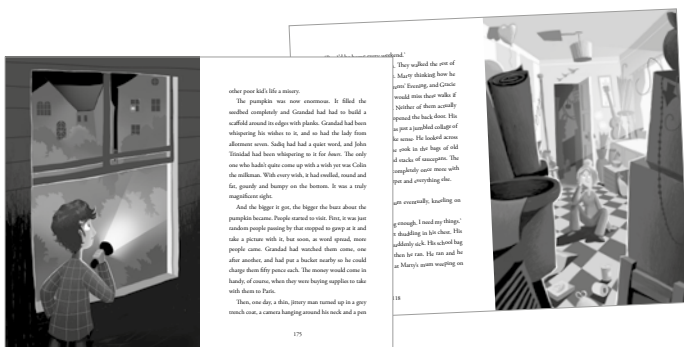 other poor kid's life a misery.
The pumpkin was now enormous. It filled the
seedbed completely and Grandad had had to build a
scaffold around its edges with planks. Grandad had been
whispering his wishes to it, and so had the lady from
allotment seven. Sadiq had had a quiet word, and John
Trinidad had been whispering to it for hours. The only
one who hadn't quite come up with a wish yet was Colin
the milkman. With every wish, it had swelled, round and
fat, gourdy and bumpy on the bottom. It was a truly
magnificent sight.
And the bigger it got, the bigger the buzz about the
pumpkin became. People started to visit. First, it was just
random people passing by that stopped to gawp at it and
take a picture with it, but soon, as word spread, more
people came. Grandad had watched them come, one
after another, and had put a bucket nearby so he could
charge them fifty pence each. The money would come in
handy, of course, when they were buying supplies to take
with them to Paris.
Then, one day, a thin, jittery man turned up in a grey
trench coat, a camera hanging around his neck and a pen
175
They walked the rest of
Marty thinking how he
Evening, and Gracie
would miss these walks if
Neither of them actually
opened the back door. His
just a jumbled collage of
sense. He looked across
took in the bags of old
stacks of saucepans. The
completely once more with
and everything else.
eventually, kneeling on
enough. I need my things.'
thudding in his chest. His
suddenly sick. His school bag
then he ran. He ran and he
as Marty's mum weeping on
118